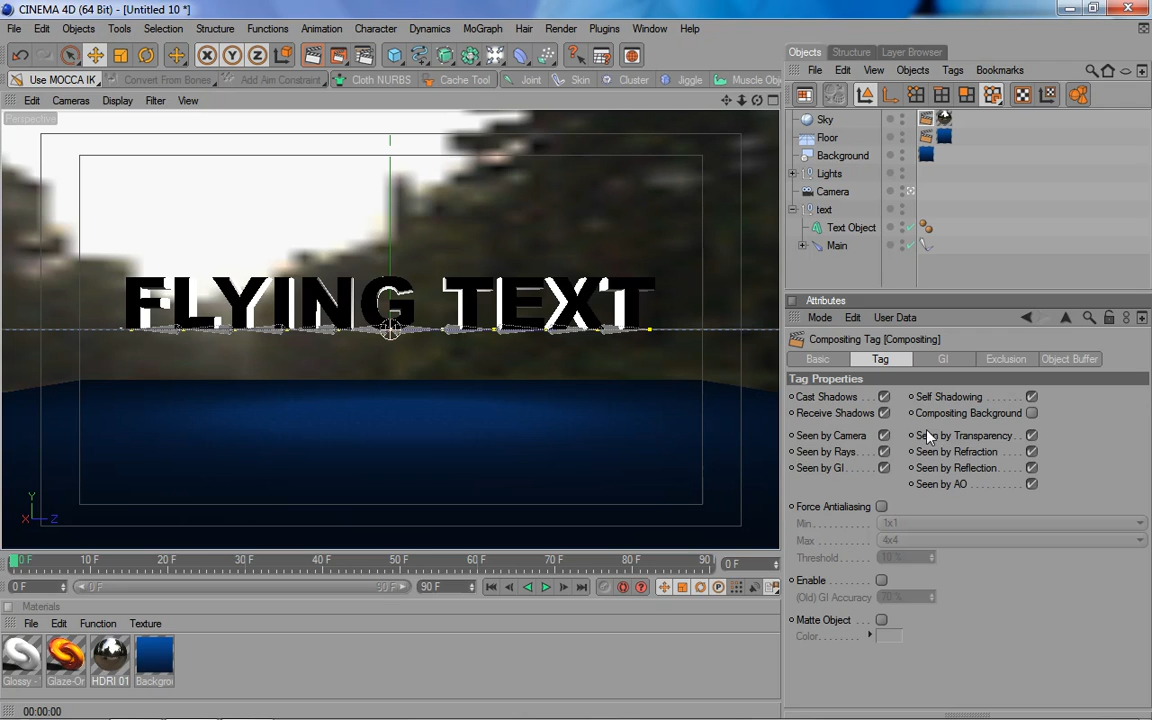 CINEMA 4D (64 Bit) - [Untitled 10 *]
File Edit Objects Tools Selection Structure Functions Animation Character Dynamics MoGraph Hair Render Plugins Window Help
Use MOCCA IK Convert From Bones Add Aim Constraint Cloth NURBS Cache Tool Joint Skin Cluster Jiggle Muscle Obj
Edit Cameras Display Filter View
Perspective
FLYING TEXT
Y
X Z
0 F 10 F 20 F 30 F 40 F 50 F 60 F 70 F 80 F 90 0 F
0 F 0 F 90 F 90 F
Materials
File Edit Function Texture
Glossy - Glaze-Or HDRI 01 Backgro
00:00:00
Objects Structure Layer Browser
File Edit View Objects Tags Bookmarks
Sky
Floor
Background
Lights
Camera
text
Text Object
Main
Attributes
Mode Edit User Data
Compositing Tag [Compositing]
Basic Tag GI Exclusion Object Buffer
Tag Properties
Cast Shadows Self Shadowing
Receive Shadows Compositing Background
Seen by Camera Seen by Transparency
Seen by Rays Seen by Refraction
Seen by GI Seen by Reflection
Seen by AO
Force Antialiasing
Min 1x1
Max 4x4
Threshold 10 %
Enable
(Old) GI Accuracy 70 %
Matte Object
Color